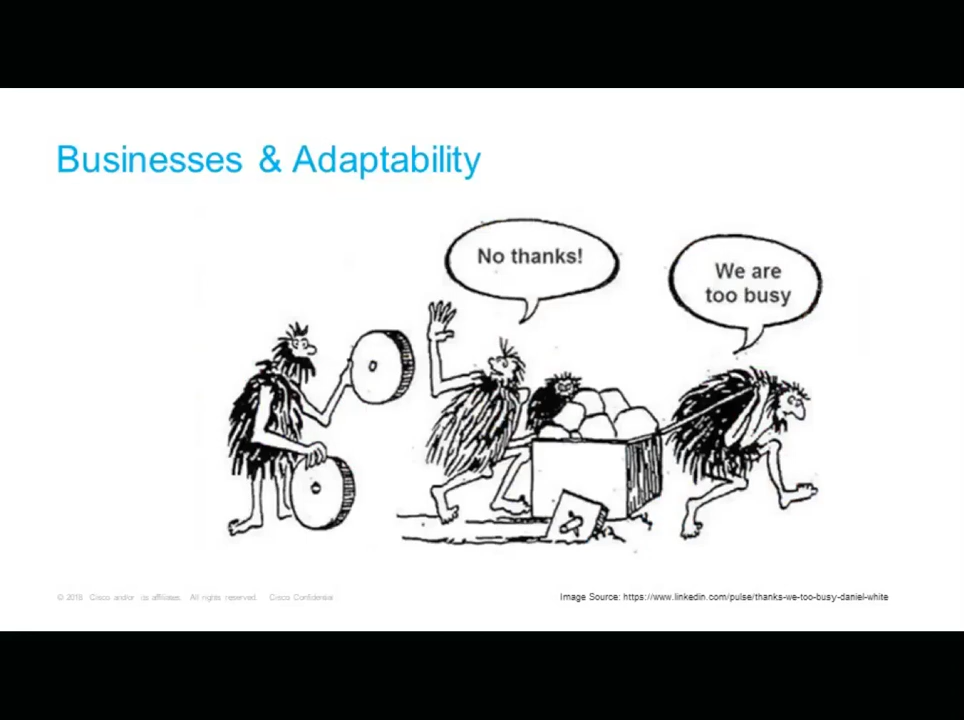 Businesses & Adaptability
No thanks!
We are
too busy
© 2018 Cisco and/or its affiliates. All rights reserved. Cisco Confidential
Image Source: https://www.linkedin.com/pulse/thanks-we-too-busy-daniel-white